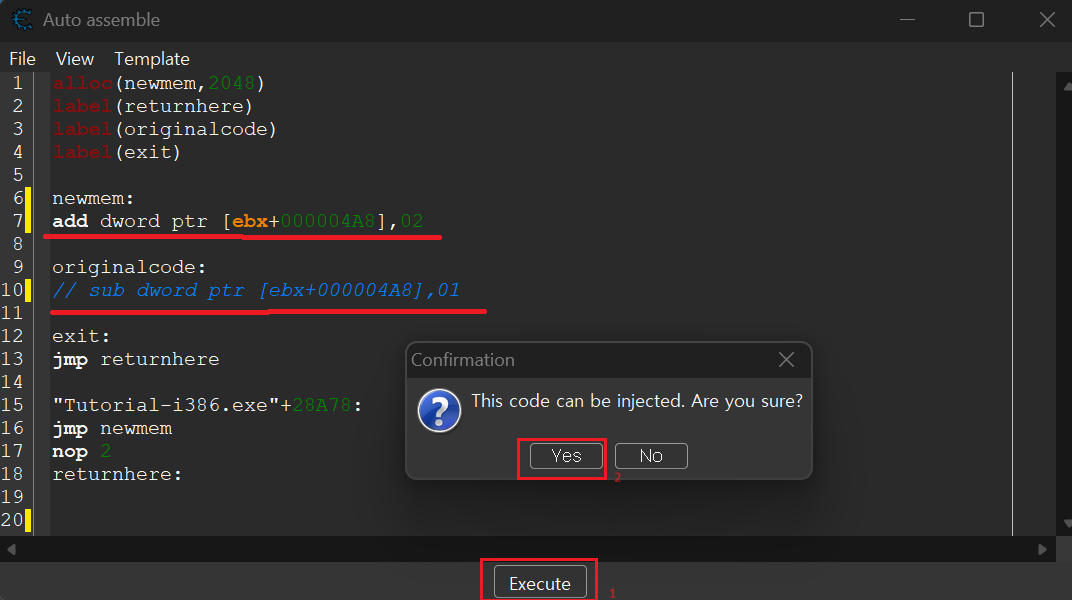 Auto assemble
File View Template
1 alloc(newmem,2048)
2 label(returnhere)
3 label(originalcode)
4 label(exit)
5
6 newmem:
7 add dword ptr [ebx+000004A8],02
8
9 originalcode:
10 // sub dword ptr [ebx+000004A8],01
11
12 exit:
13 jmp returnhere
14
15 "Tutorial-i386.exe"+28A78:
16 jmp newmem
17 nop 2
18 returnhere:
19
20
Confirmation
This code can be injected. Are you sure?
Yes No
2
Execute
1